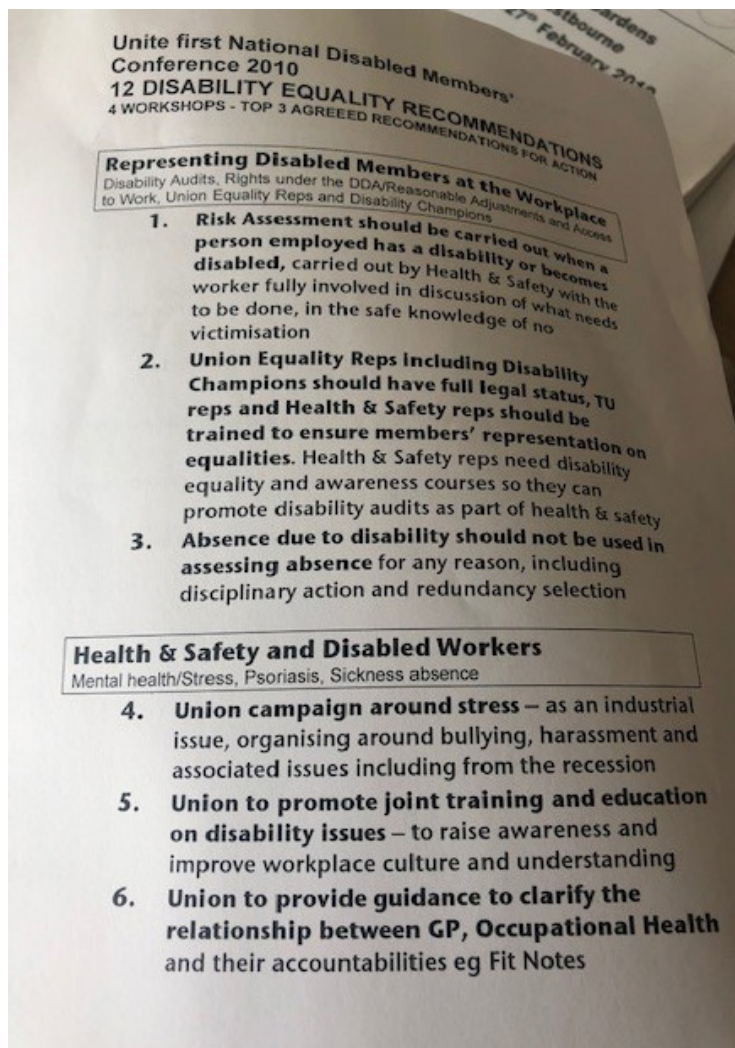 ardens
stbourne
27th February 201
Unite first National Disabled Members'
Conference 2010
12 DISABILITY EQUALITY RECOMMENDATIONS
4 WORKSHOPS - TOP 3 AGREEED RECOMMENDATIONS FOR ACTION
Representing Disabled Members at the Workplace
Disability Audits, Rights under the DDA/Reasonable Adjustments and Access
to Work, Union Equality Reps and Disability Champions
1. Risk Assessment should be carried out when a
person employed has a disability or becomes
disabled, carried out by Health & Safety with the
worker fully involved in discussion of what needs
to be done, in the safe knowledge of no
victimisation
2. Union Equality Reps including Disability
Champions should have full legal status, TU
reps and Health & Safety reps should be
trained to ensure members' representation on
equalities. Health & Safety reps need disability
equality and awareness courses so they can
promote disability audits as part of health & safety
3. Absence due to disability should not be used in
assessing absence for any reason, including
disciplinary action and redundancy selection
Health & Safety and Disabled Workers
Mental health/Stress, Psoriasis, Sickness absence
4. Union campaign around stress – as an industrial
issue, organising around bullying, harassment and
associated issues including from the recession
5. Union to promote joint training and education
on disability issues – to raise awareness and
improve workplace culture and understanding
6. Union to provide guidance to clarify the
relationship between GP, Occupational Health
and their accountabilities eg Fit Notes